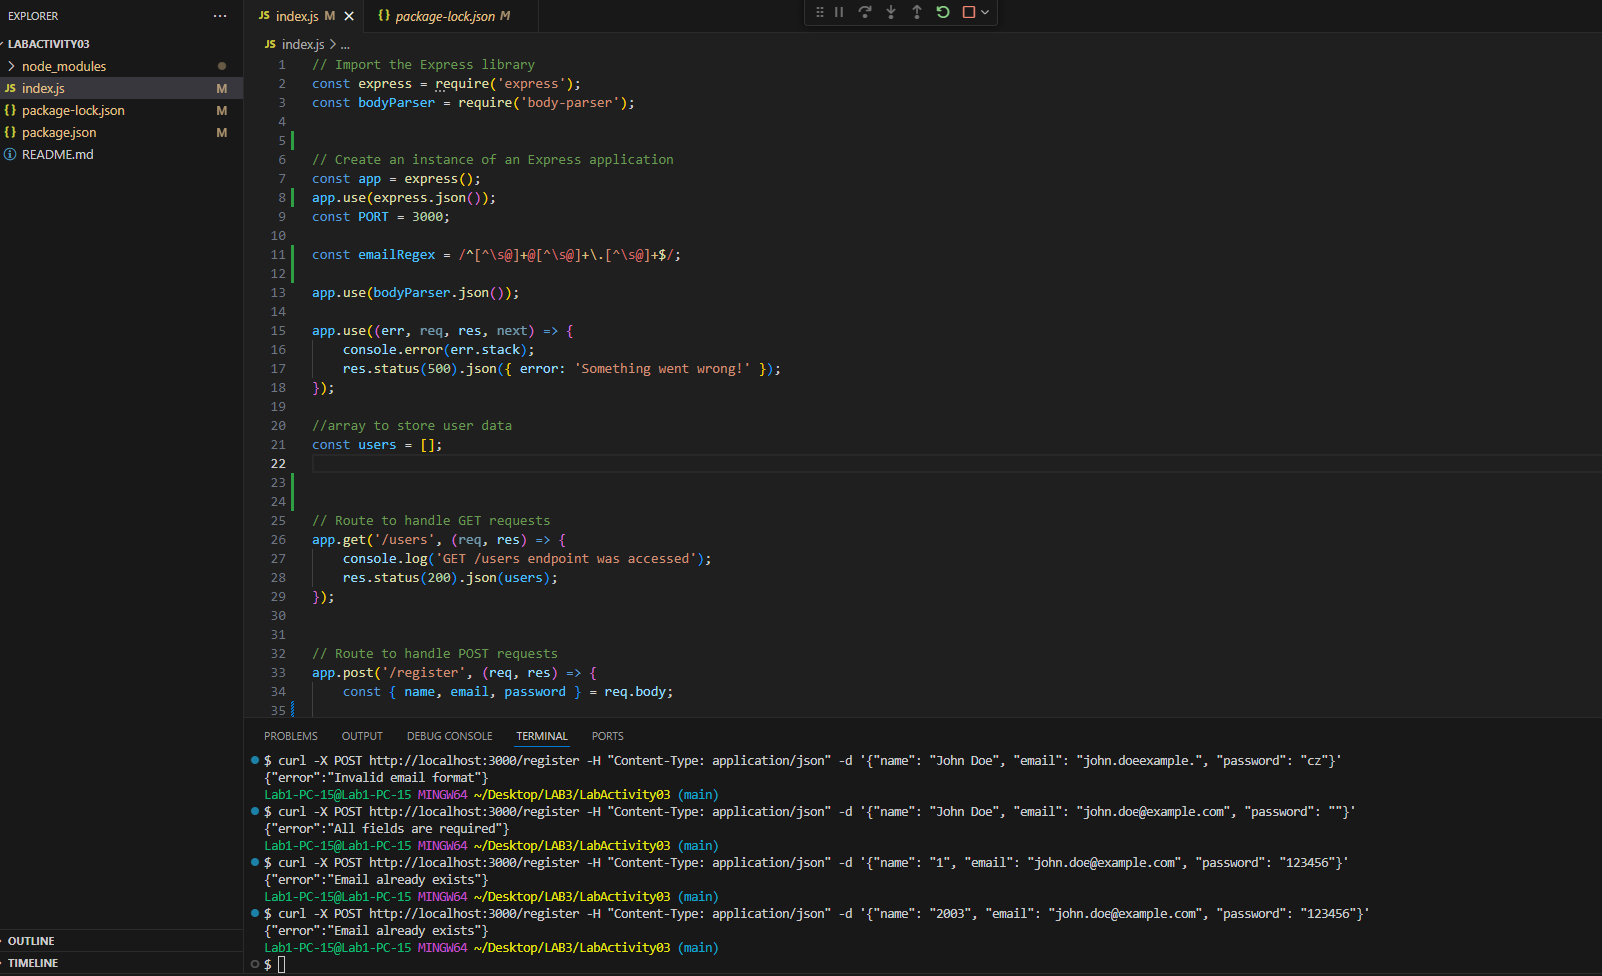 EXPLORER
LABACTIVITY03
node_modules
JS index.js M
{} package-lock.json M
{} package.json M
README.md
OUTLINE
TIMELINE
JS index.js M
{} package-lock.json M
JS index.js > ...
1 // Import the Express library
2 const express = require('express');
3 const bodyParser = require('body-parser');
4
5
6 // Create an instance of an Express application
7 const app = express();
8 app.use(express.json());
9 const PORT = 3000;
10
11 const emailRegex = /^[^\s@]+@[^\s@]+\.[^\s@]+$/;
12
13 app.use(bodyParser.json());
14
15 app.use((err, req, res, next) => {
16 console.error(err.stack);
17 res.status(500).json({ error: 'Something went wrong!' });
18 });
19
20 //array to store user data
21 const users = [];
22
23
24
25 // Route to handle GET requests
26 app.get('/users', (req, res) => {
27 console.log('GET /users endpoint was accessed');
28 res.status(200).json(users);
29 });
30
31
32 // Route to handle POST requests
33 app.post('/register', (req, res) => {
34 const { name, email, password } = req.body;
35
PROBLEMS OUTPUT DEBUG CONSOLE TERMINAL PORTS
$ curl -X POST http://localhost:3000/register -H "Content-Type: application/json" -d '{"name": "John Doe", "email": "john.doeexample.", "password": "cz"}'
{"error":"Invalid email format"}
Lab1-PC-15@Lab1-PC-15 MINGW64 ~/Desktop/LAB3/LabActivity03 (main)
$ curl -X POST http://localhost:3000/register -H "Content-Type: application/json" -d '{"name": "John Doe", "email": "john.doe@example.com", "password": ""}'
{"error":"All fields are required"}
Lab1-PC-15@Lab1-PC-15 MINGW64 ~/Desktop/LAB3/LabActivity03 (main)
$ curl -X POST http://localhost:3000/register -H "Content-Type: application/json" -d '{"name": "1", "email": "john.doe@example.com", "password": "123456"}'
{"error":"Email already exists"}
Lab1-PC-15@Lab1-PC-15 MINGW64 ~/Desktop/LAB3/LabActivity03 (main)
$ curl -X POST http://localhost:3000/register -H "Content-Type: application/json" -d '{"name": "2003", "email": "john.doe@example.com", "password": "123456"}'
{"error":"Email already exists"}
Lab1-PC-15@Lab1-PC-15 MINGW64 ~/Desktop/LAB3/LabActivity03 (main)
$